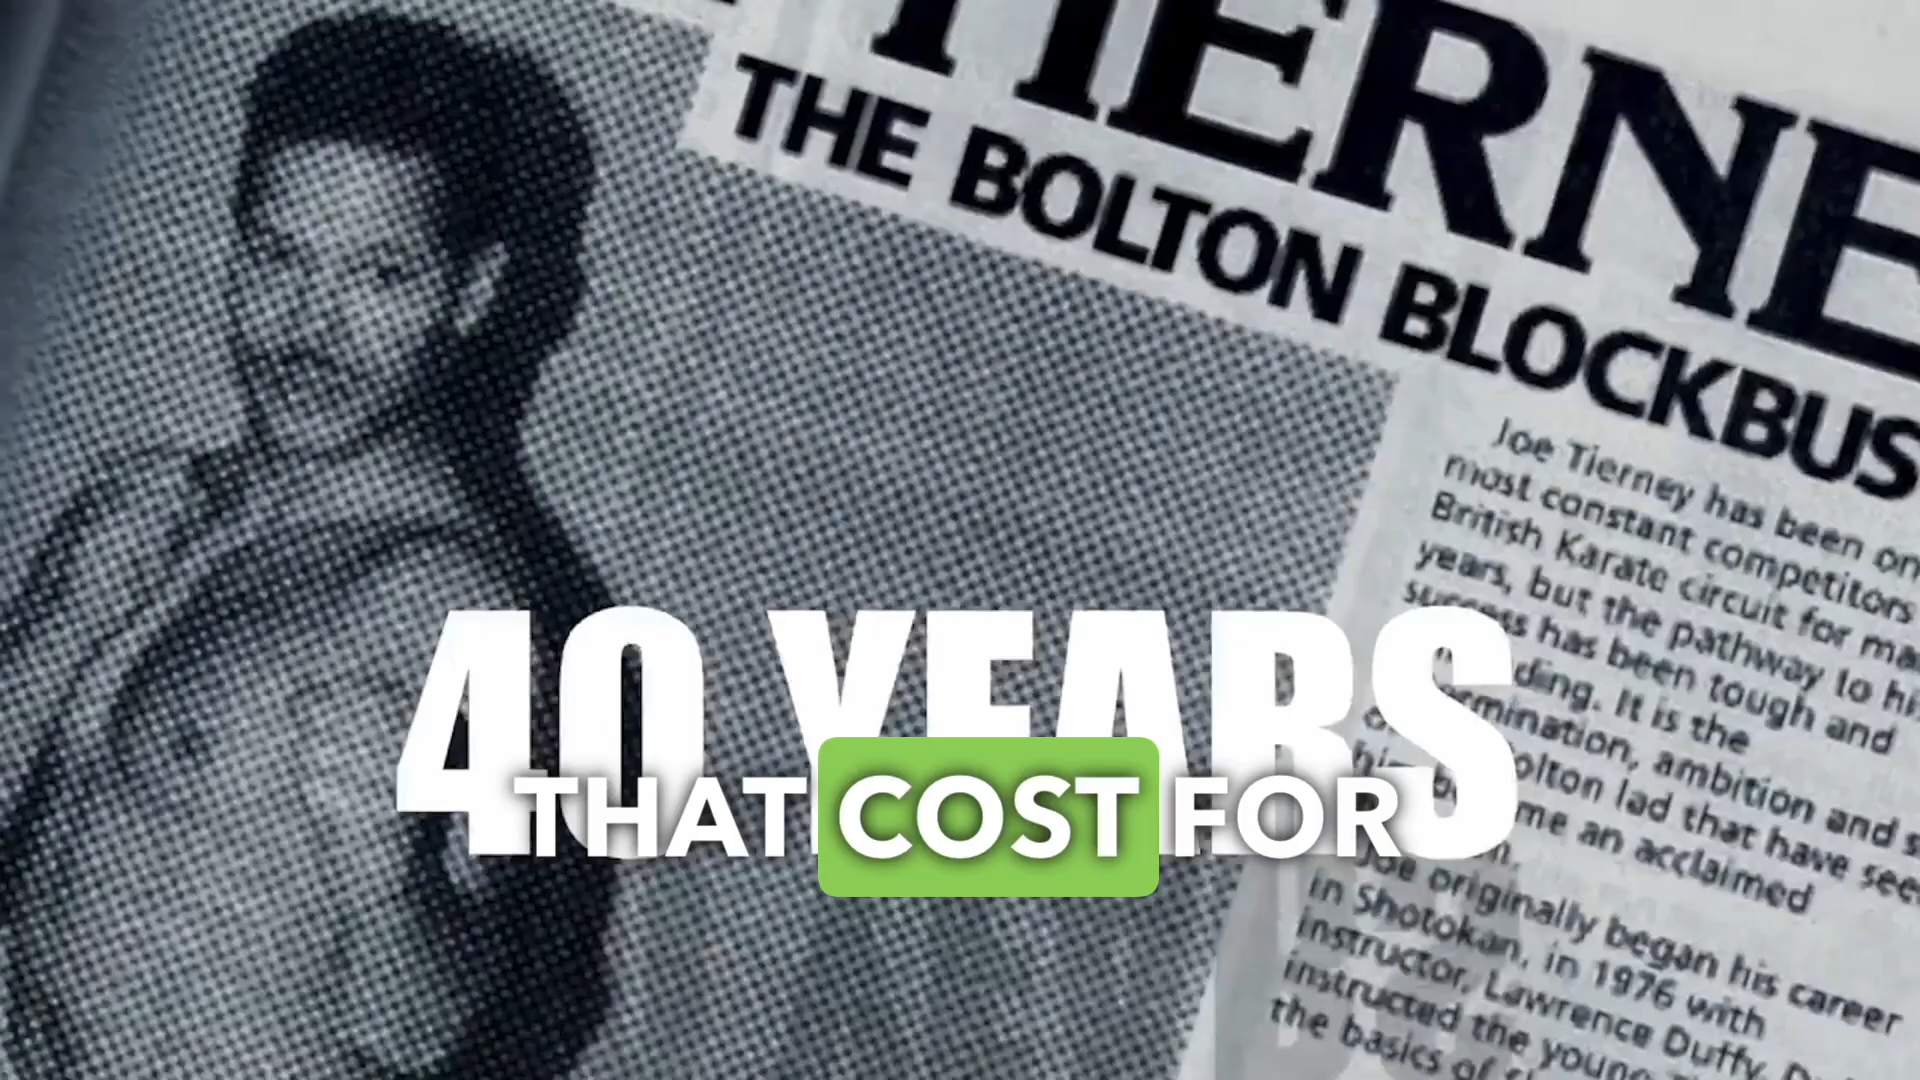 TIERNE
THE BOLTON BLOCKBUS
Joe Tierney has been on
most constant competitors
British Karate circuit for ma
years, but the pathway to hi
success has been tough and
ding. It is the
rmination, ambition and s
olton lad that have see
me an acclaimed
Joe originally began his career
in Shotokan, in 1976 with
instructor, Lawrence Duffy.
instructed the young
the basics of
40 YEARS
THAT COST FOR